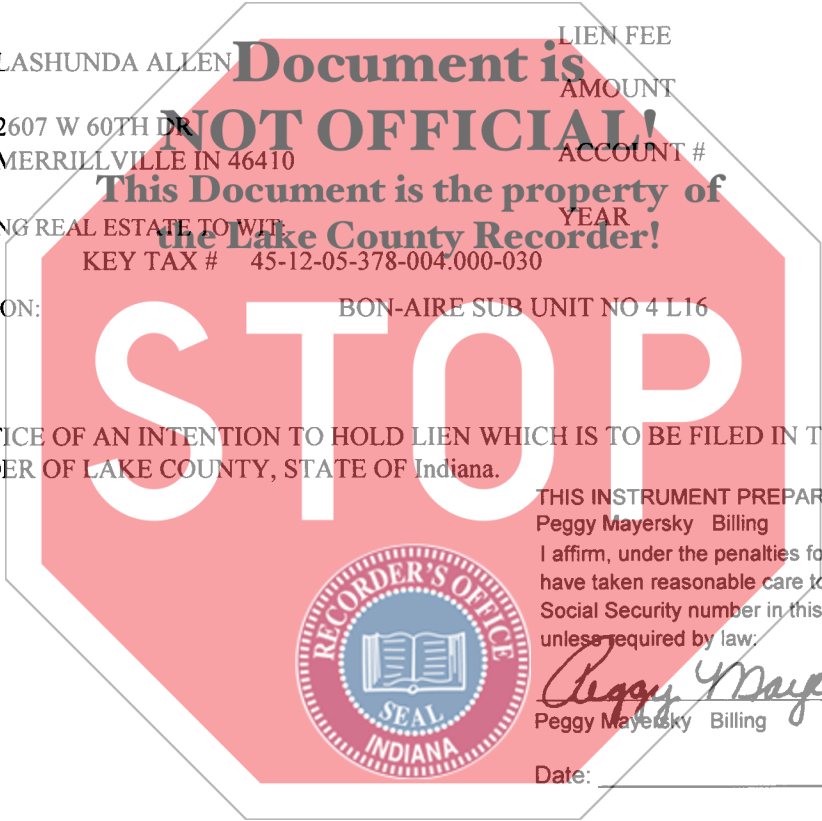 LIEN FEE
LASHUNDA ALLEN
Document is
AMOUNT
2607 W 60TH DR
NOT OFFICIAL!
MERRILLVILLE IN 46410
ACCOUNT #
This Document is the property of
YEAR
NG REAL ESTATE TO WIT:
the Lake County Recorder!
KEY TAX # 45-12-05-378-004.000-030
ON:
BON-AIRE SUB UNIT NO 4 L16
STOP
ICE OF AN INTENTION TO HOLD LIEN WHICH IS TO BE FILED IN T
ER OF LAKE COUNTY, STATE OF Indiana.
THIS INSTRUMENT PREPAR
Peggy Mayersky Billing
I affirm, under the penalties fo
have taken reasonable care to
Social Security number in this
unless required by law:
RECORDER'S OFFICE
SEAL
INDIANA
Peggy Maye
Peggy Mayersky Billing
Date: